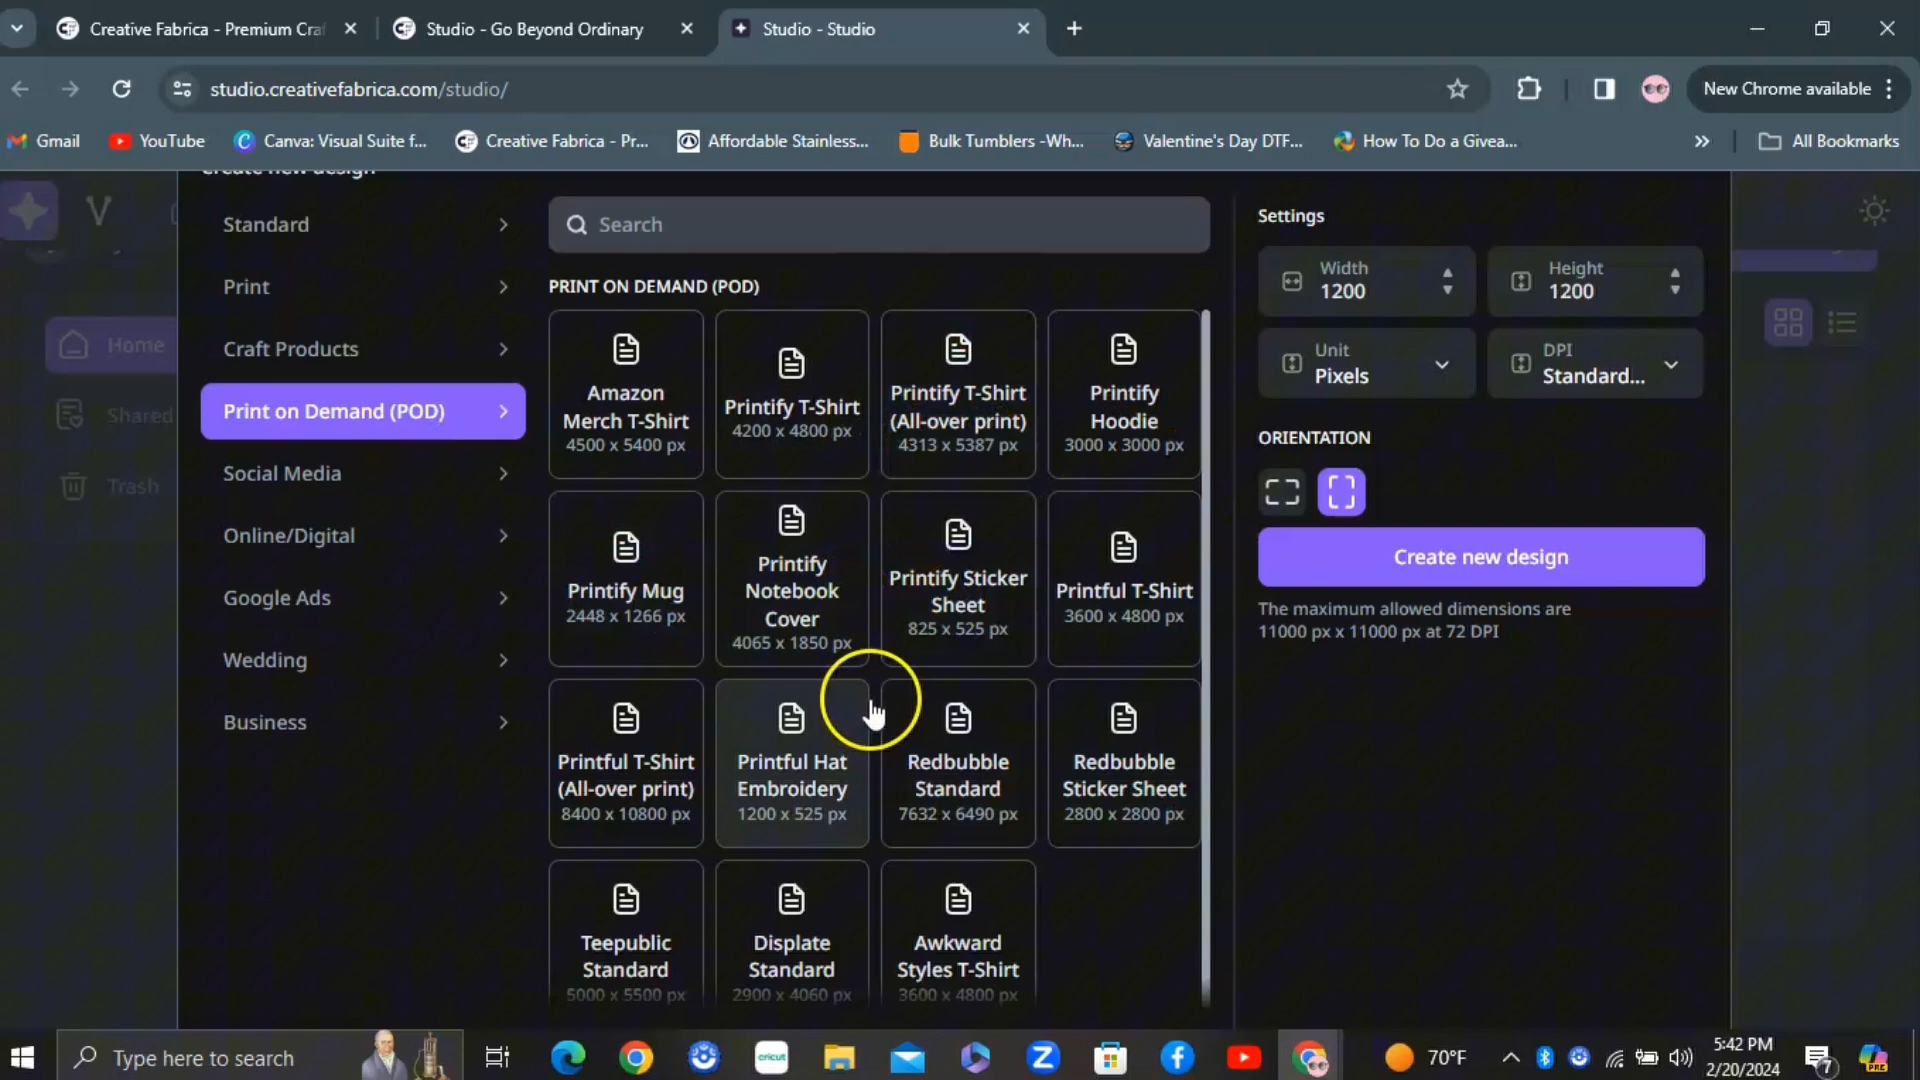 Creative Fabrica - Premium Cra
Studio - Go Beyond Ordinary
Studio - Studio
studio.creativefabrica.com/studio/
New Chrome available
Gmail
YouTube
Canva: Visual Suite f...
Creative Fabrica - Pr...
Affordable Stainless...
Bulk Tumblers -Wh...
Valentine's Day DTF...
How To Do a Givea...
All Bookmarks
Create new design
Home
Shared
Trash
Standard
Print
Craft Products
Print on Demand (POD)
Social Media
Online/Digital
Google Ads
Wedding
Business
Search
PRINT ON DEMAND (POD)
Amazon
Merch T-Shirt
4500 x 5400 px
Printify T-Shirt
4200 x 4800 px
Printify T-Shirt
(All-over print)
4313 x 5387 px
Printify
Hoodie
3000 x 3000 px
Printify Mug
2448 x 1266 px
Printify
Notebook
Cover
4065 x 1850 px
Printify Sticker
Sheet
825 x 525 px
Printful T-Shirt
3600 x 4800 px
Printful T-Shirt
(All-over print)
8400 x 10800 px
Printful Hat
Embroidery
1200 x 525 px
Redbubble
Standard
7632 x 6490 px
Redbubble
Sticker Sheet
2800 x 2800 px
Teepublic
Standard
5000 x 5500 px
Displate
Standard
2900 x 4060 px
Awkward
Styles T-Shirt
3600 x 4800 px
Settings
Width
1200
Height
1200
Unit
Pixels
DPI
Standard...
ORIENTATION
Create new design
The maximum allowed dimensions are
11000 px x 11000 px at 72 DPI
Type here to search
cricut
70°F
5:42 PM
2/20/2024
7
PRE